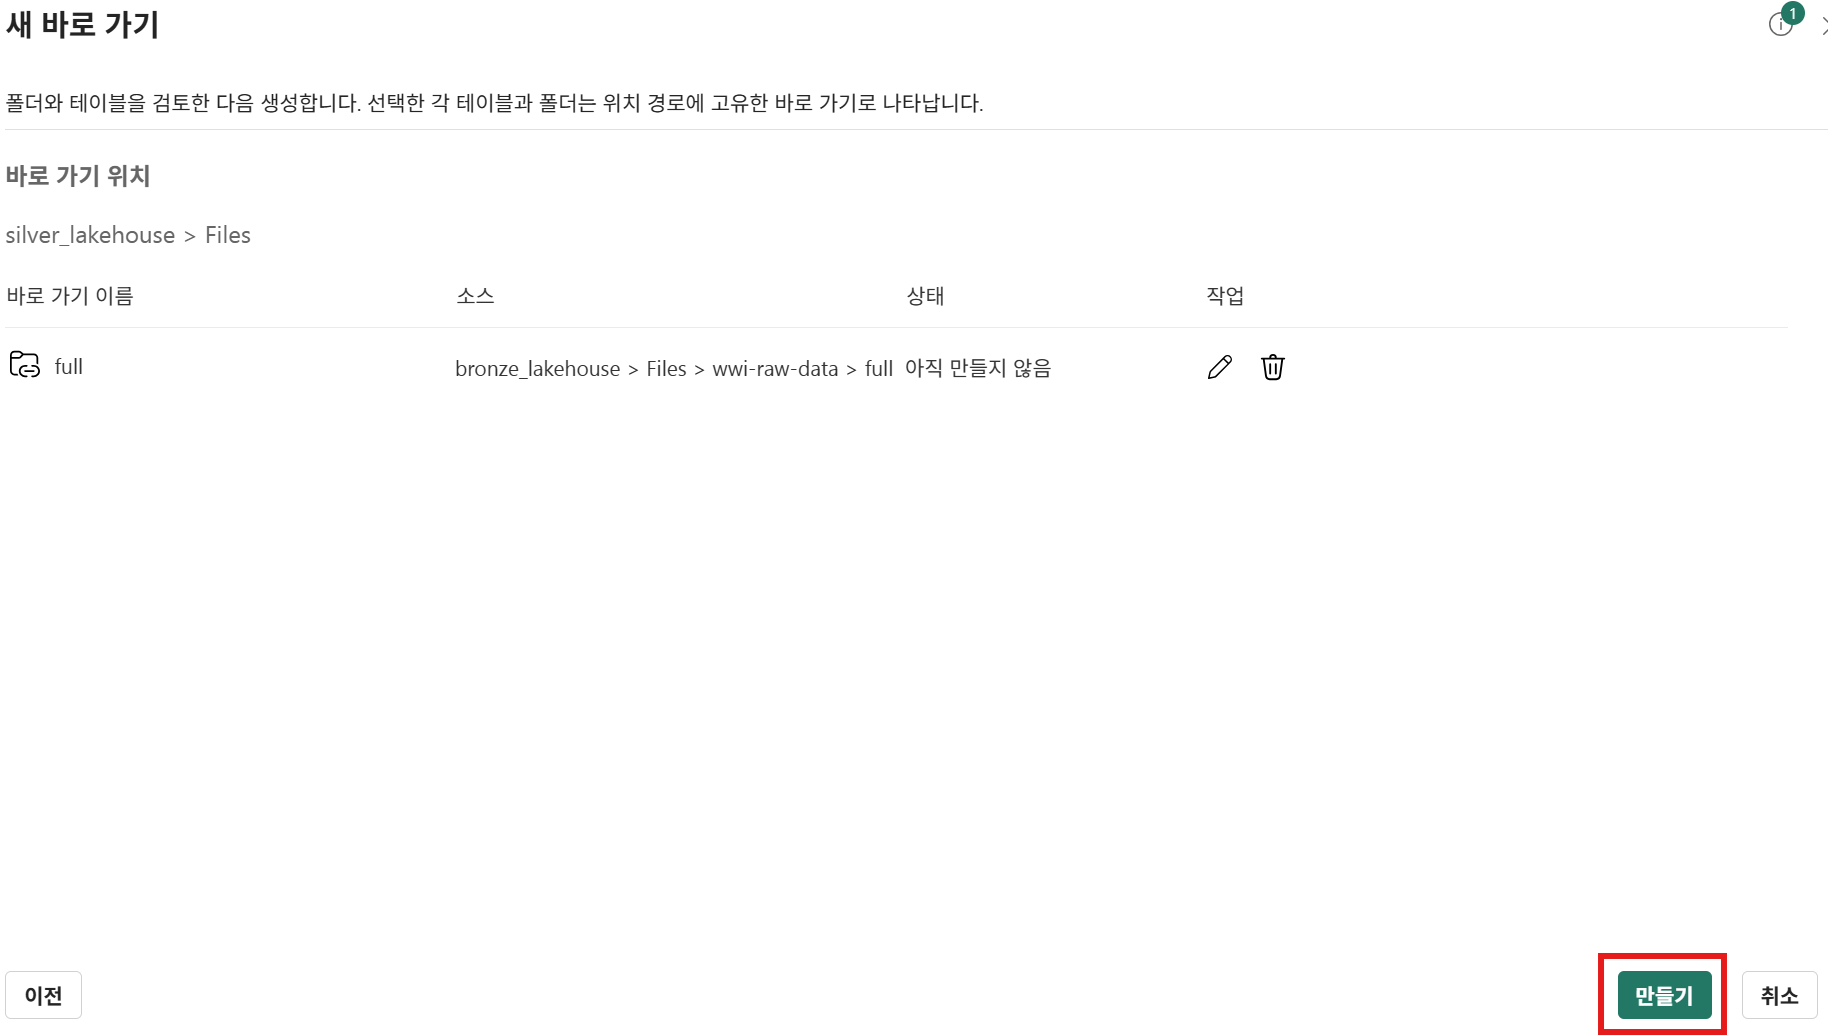 새 바로 가기
1
폴더와 테이블을 검토한 다음 생성합니다. 선택한 각 테이블과 폴더는 위치 경로에 고유한 바로 가기로 나타납니다.
바로 가기 위치
silver_lakehouse > Files
바로 가기 이름 소스 상태 작업
full bronze_lakehouse > Files > wwi-raw-data > full 아직 만들지 않음
이전 만들기 취소